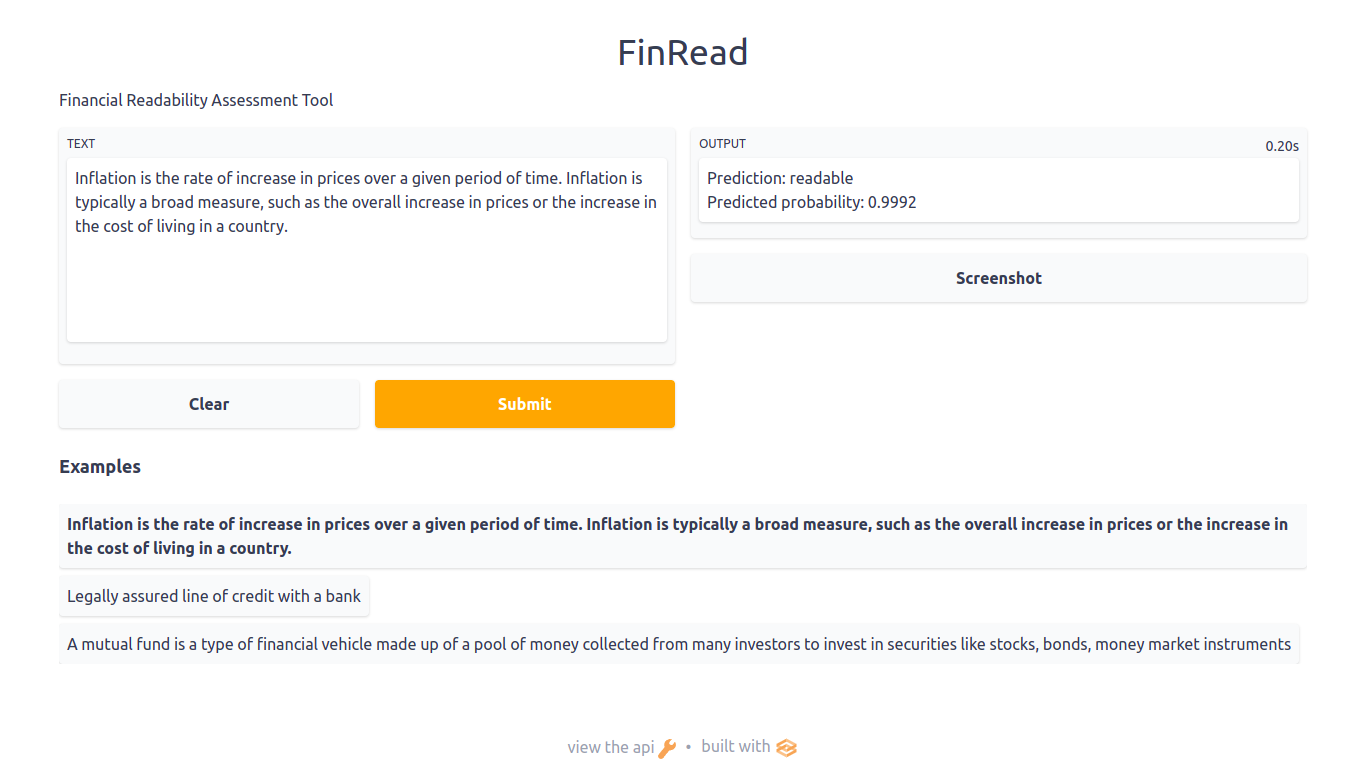 FinRead
Financial Readability Assessment Tool
TEXT
Inflation is the rate of increase in prices over a given period of time. Inflation is
typically a broad measure, such as the overall increase in prices or the increase in
the cost of living in a country.
Clear
Submit
OUTPUT
0.20s
Prediction: readable
Predicted probability: 0.9992
Screenshot
Examples
Inflation is the rate of increase in prices over a given period of time. Inflation is typically a broad measure, such as the overall increase in prices or the increase in
the cost of living in a country.
Legally assured line of credit with a bank
A mutual fund is a type of financial vehicle made up of a pool of money collected from many investors to invest in securities like stocks, bonds, money market instruments
view the api • built with